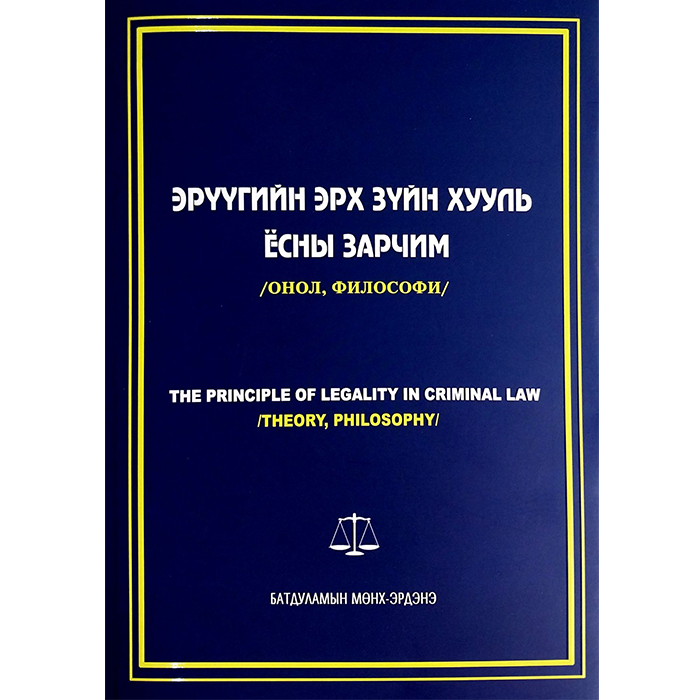 ЭРҮҮГИЙН ЭРХ ЗҮЙН ХУУЛЬ
ЁСНЫ ЗАРЧИМ
/ОНОЛ, ФИЛОСОФИ/
THE PRINCIPLE OF LEGALITY IN CRIMINAL LAW
/THEORY, PHILOSOPHY/
БАТДУЛАМЫН МӨНХ-ЭРДЭНЭ